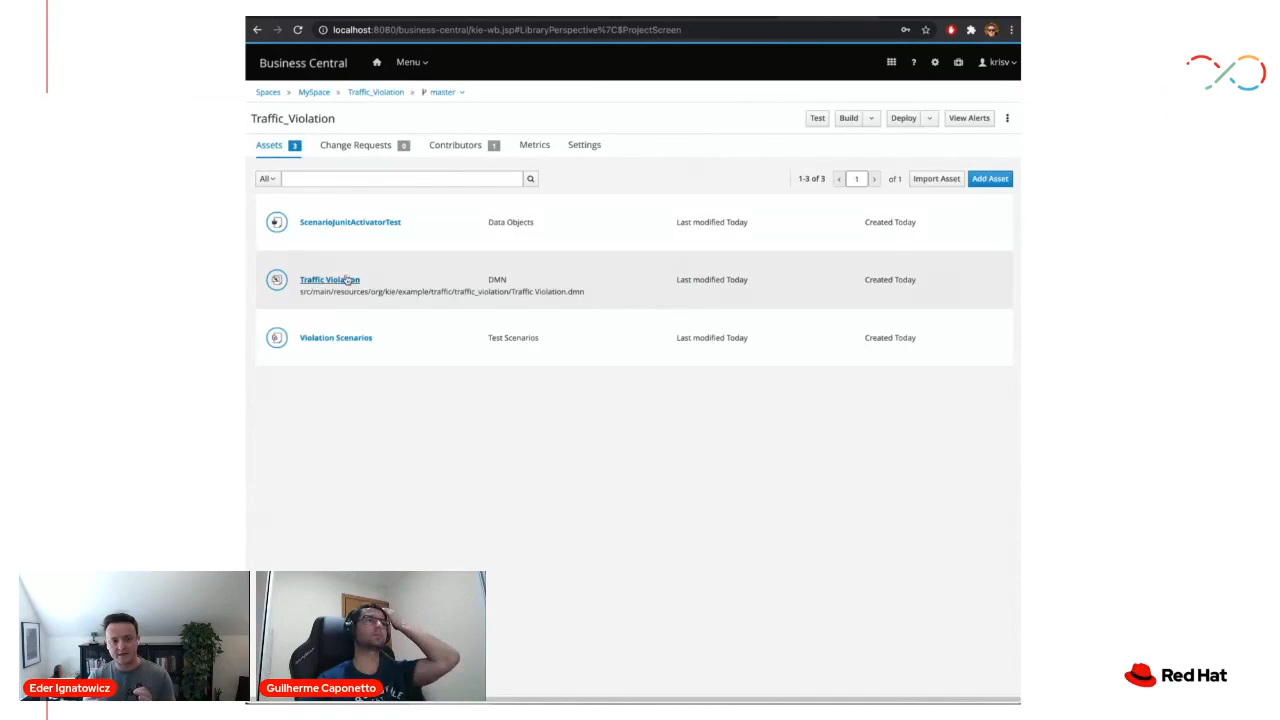 localhost:8080/business-central/kie-wb.jsp#LibraryPerspective%7C$ProjectScreen
Business Central Menu ? krisv
Spaces » MySpace » Traffic_Violation » master
Traffic_Violation Test Build Deploy View Alerts
Assets 3 Change Requests 0 Contributors 1 Metrics Settings
All 1-3 of 3 ‹ 1 › of 1 Import Asset Add Asset
ScenarioJunitActivatorTest Data Objects Last modified Today Created Today
Traffic Violation DMN Last modified Today Created Today
src/main/resources/org/kie/example/traffic/traffic_violation/Traffic Violation.dmn
Violation Scenarios Test Scenarios Last modified Today Created Today
Eder Ignatowicz Guilherme Caponetto
Red Hat